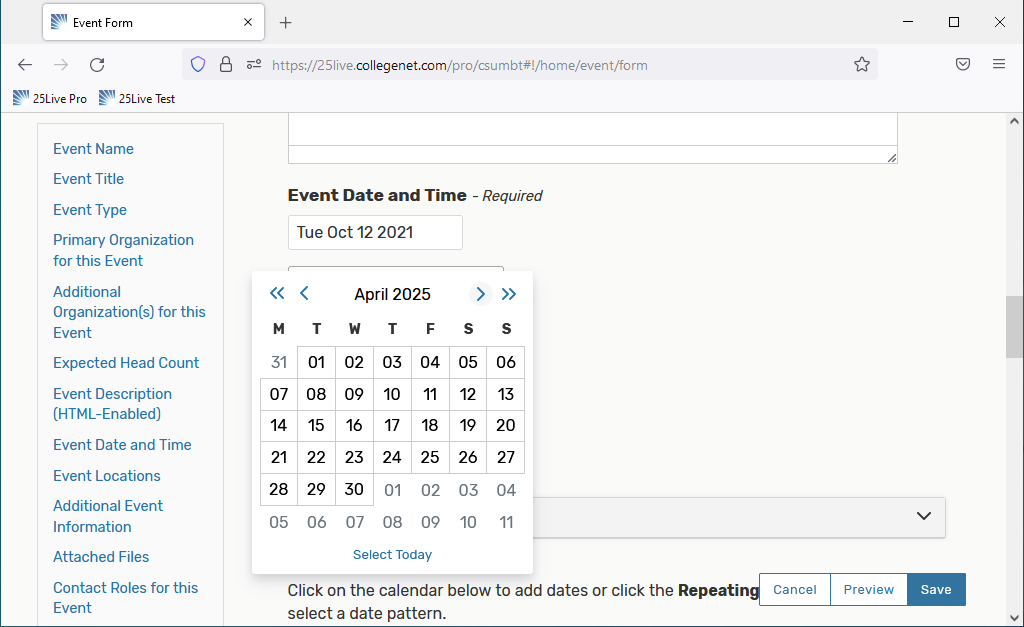 Event Form
https://25live.collegenet.com/pro/csumbt#!/home/event/form
25Live Pro 25Live Test
Event Name
Event Title
Event Type
Primary Organization
for this Event
Additional
Organization(s) for this
Event
Expected Head Count
Event Description
(HTML-Enabled)
Event Date and Time
Event Locations
Additional Event
Information
Attached Files
Contact Roles for this
Event
Event Date and Time - Required
Tue Oct 12 2021
April 2025
M T W T F S S
31 01 02 03 04 05 06
07 08 09 10 11 12 13
14 15 16 17 18 19 20
21 22 23 24 25 26 27
28 29 30 01 02 03 04
05 06 07 08 09 10 11
Select Today
Click on the calendar below to add dates or click the Repeating
select a date pattern.
Cancel Preview Save